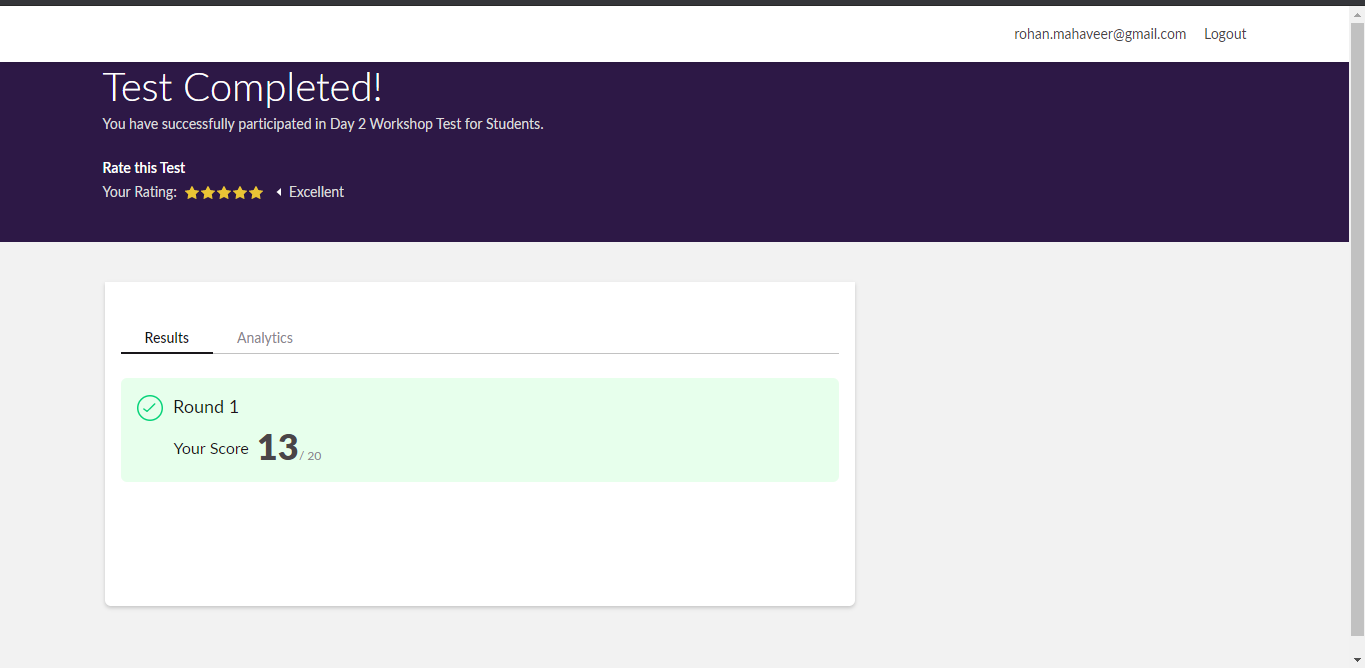 rohan.mahaveer@gmail.com Logout
Test Completed!
You have successfully participated in Day 2 Workshop Test for Students.
Rate this Test
Your Rating: Excellent
Results Analytics
Round 1
Your Score 13 / 20